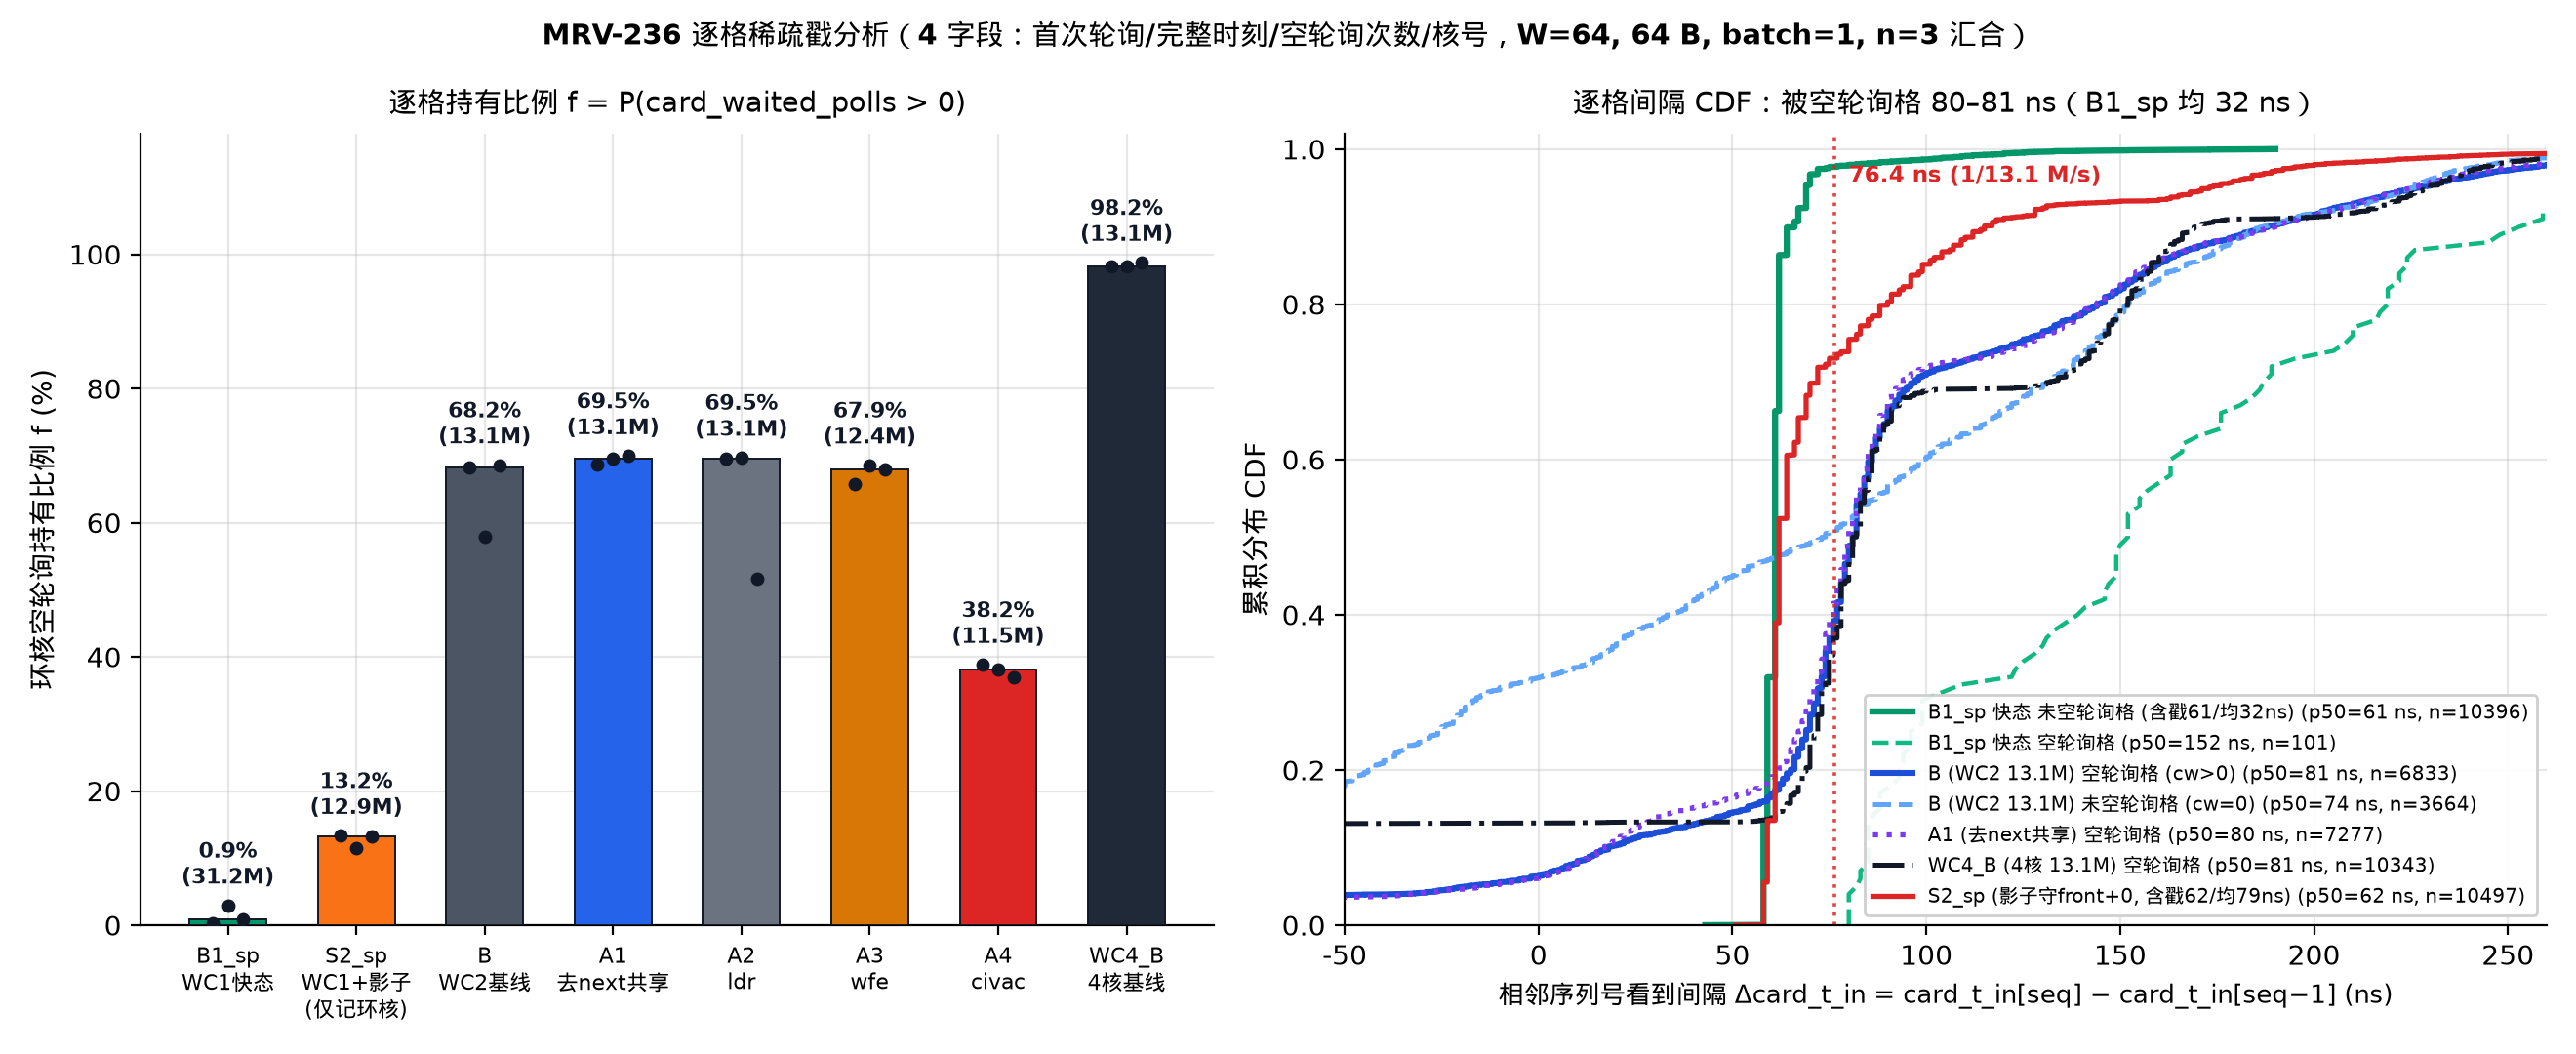 MRV-236 逐格稀疏戳分析（4 字段：首次轮询/完整时刻/空轮询次数/核号，W=64, 64 B, batch=1, n=3 汇合）
逐格持有比例 f = P(card_waited_polls > 0)
环核空轮询持有比例 f (%)
100
80
60
40
20
0
0.9%
(31.2M)
13.2%
(12.9M)
68.2%
(13.1M)
69.5%
(13.1M)
69.5%
(13.1M)
67.9%
(12.4M)
38.2%
(11.5M)
98.2%
(13.1M)
B1_sp
WC1快态
S2_sp
WC1+影子
(仅记环核)
B
WC2基线
A1
去next共享
A2
ldr
A3
wfe
A4
civac
WC4_B
4核基线
逐格间隔 CDF：被空轮询格 80–81 ns（B1_sp 均 32 ns）
累积分布 CDF
1.0
0.8
0.6
0.4
0.2
0.0
76.4 ns (1/13.1 M/s)
B1_sp 快态 未空轮询格 (含戳61/均32ns) (p50=61 ns, n=10396)
B1_sp 快态 空轮询格 (p50=152 ns, n=101)
B (WC2 13.1M) 空轮询格 (cw>0) (p50=81 ns, n=6833)
B (WC2 13.1M) 未空轮询格 (cw=0) (p50=74 ns, n=3664)
A1 (去next共享) 空轮询格 (p50=80 ns, n=7277)
WC4_B (4核 13.1M) 空轮询格 (p50=81 ns, n=10343)
S2_sp (影子守front+0, 含戳62/均79ns) (p50=62 ns, n=10497)
-50
0
50
100
150
200
250
相邻序列号看到间隔 Δcard_t_in = card_t_in[seq] − card_t_in[seq−1] (ns)